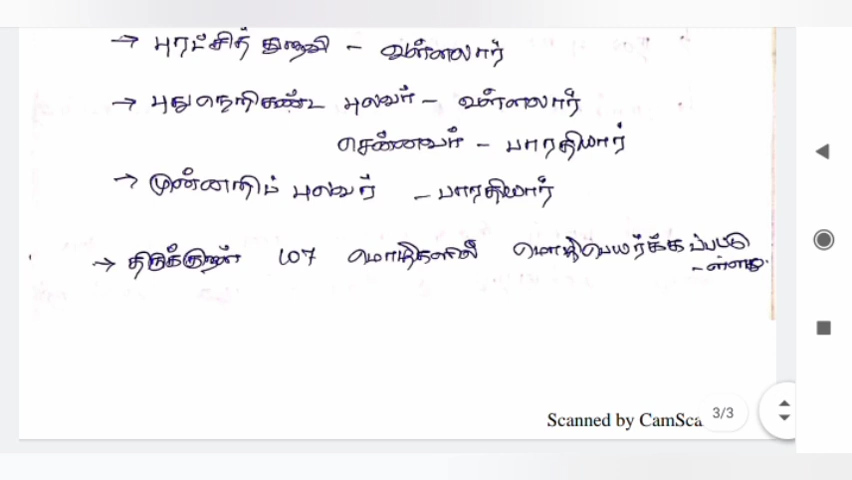 → புரட்சித் துறவி - வள்ளலார்
→ புதுநெறிகண்ட புலவர் - வள்ளலார்
சொன்னவர் - பாரதியார்
→ முன்னறிப் புலவர் - பாரதியார்
→ திருக்குறள் 107 மொழிகளில் மொழிபெயர்க்கப்பட்டு
-ள்ளது.
Scanned by CamSca
3/3